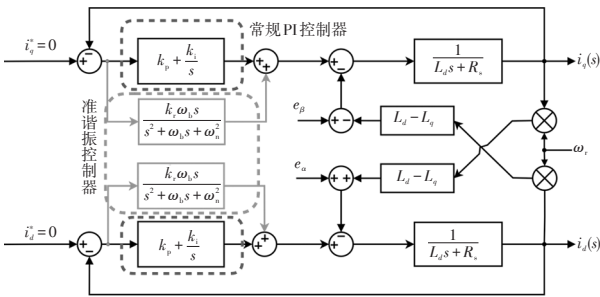 常规PI控制器
i_q^*=0
k_p + k_i/s
1/(L_d s+R_s)
i_q(s)
准谐振控制器
k_r ω_b s/(s^2+ω_b s+ω_n^2)
e_β
L_d−L_q
ω_r
k_r ω_b s/(s^2+ω_b s+ω_n^2)
e_α
L_d−L_q
i_d^*=0
k_p + k_i/s
1/(L_d s+R_s)
i_d(s)